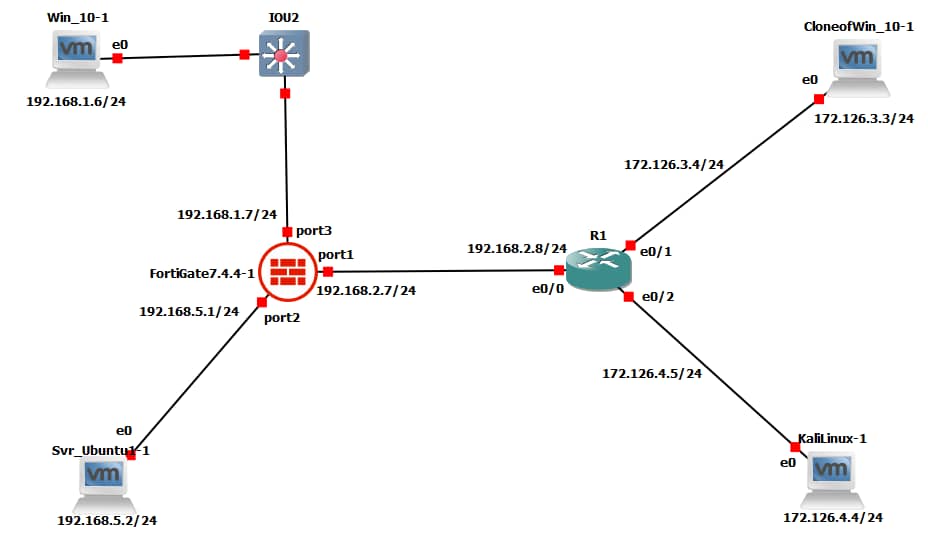 Win_10-1
IOU2
CloneofWin_10-1
e0
vm
vm
e0
192.168.1.6/24
172.126.3.3/24
172.126.3.4/24
192.168.1.7/24
port3
R1
192.168.2.8/24
port1
e0/1
FortiGate7.4.4-1
e0/0
192.168.2.7/24
e0/2
192.168.5.1/24
port2
172.126.4.5/24
e0
KaliLinux-1
Svr_Ubuntu1-1
e0
vm
vm
192.168.5.2/24
172.126.4.4/24